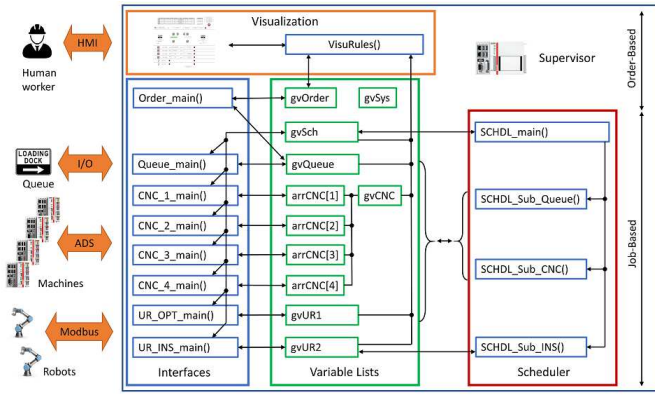 Visualization
VisuRules()
HMI
Human
worker
Supervisor
Order-Based
Order_main()
gvOrder
gvSys
gvSch
SCHDL_main()
LOADING
DOCK
I/O
Queue
Queue_main()
gvQueue
CNC_1_main()
arrCNC[1]
gvCNC
SCHDL_Sub_Queue()
CNC_2_main()
arrCNC[2]
ADS
CNC_3_main()
arrCNC[3]
SCHDL_Sub_CNC()
Machines
CNC_4_main()
arrCNC[4]
Job-Based
UR_OPT_main()
gvUR1
Modbus
UR_INS_main()
gvUR2
SCHDL_Sub_INS()
Robots
Interfaces
Variable Lists
Scheduler